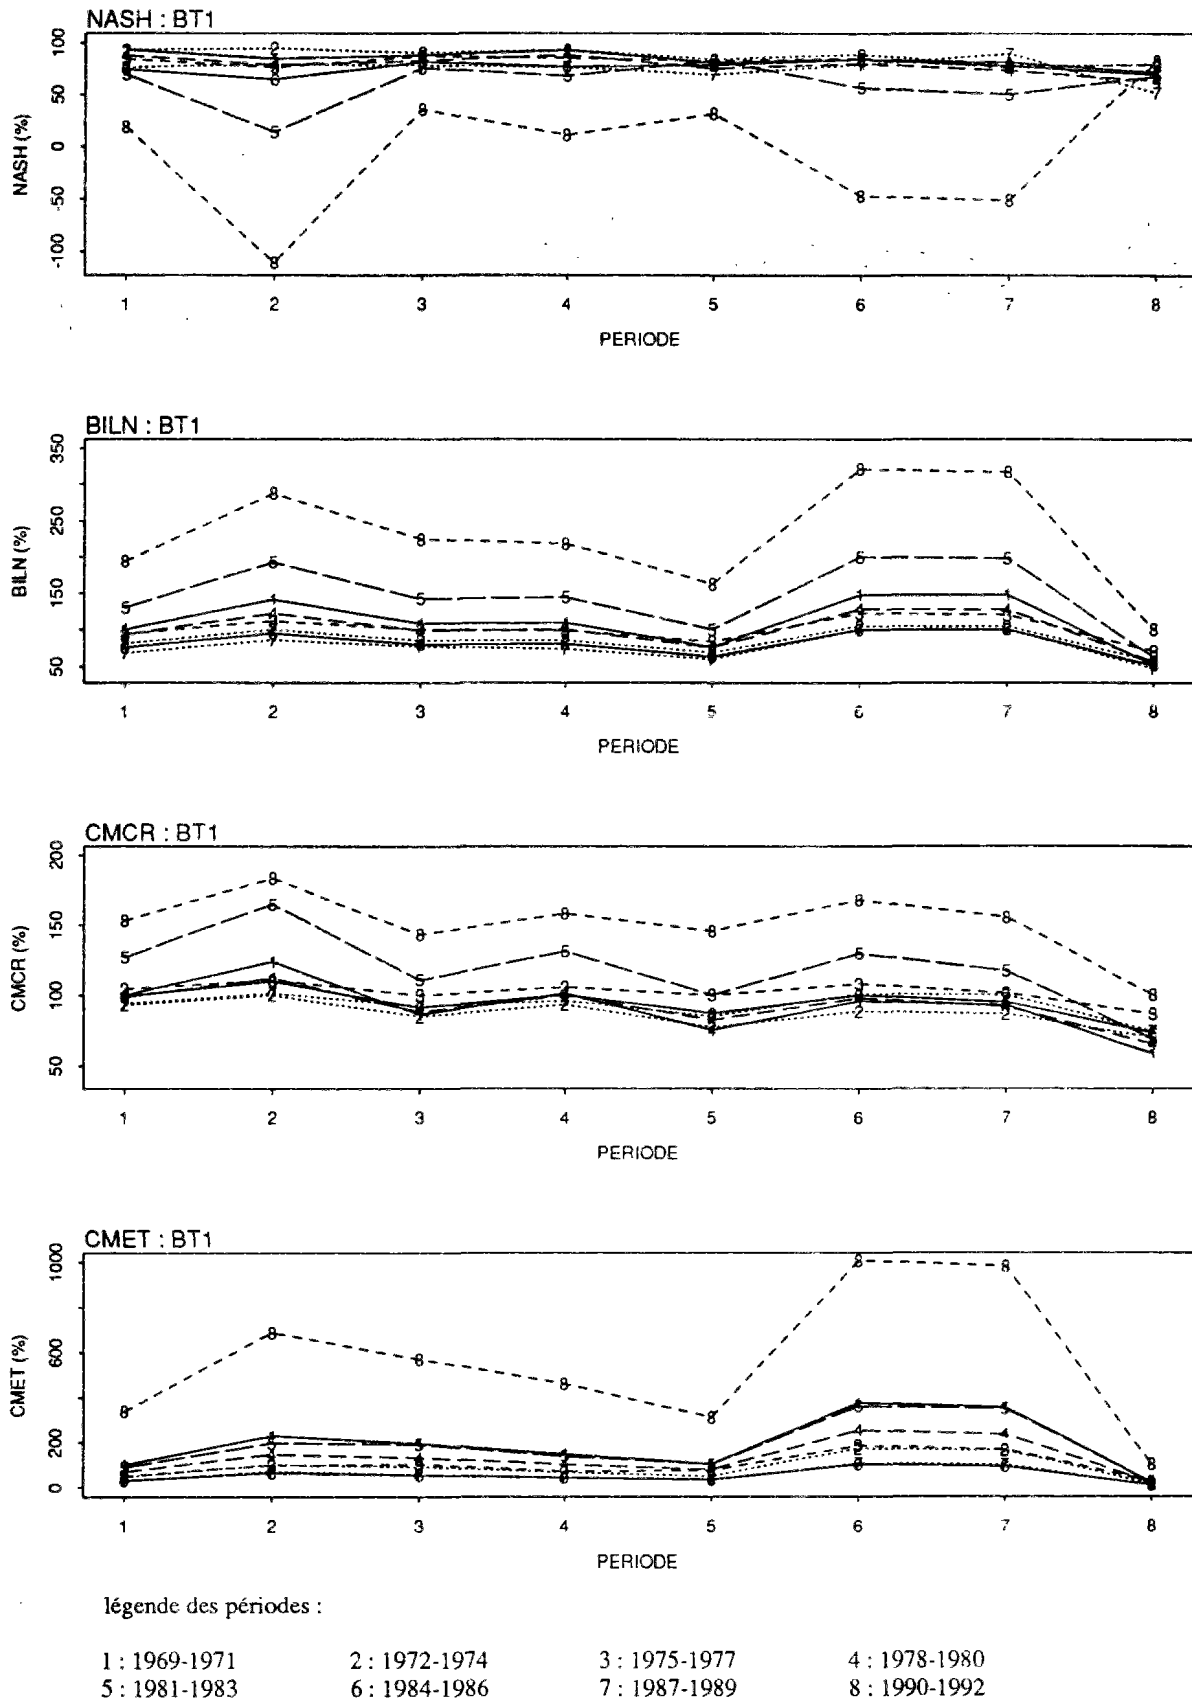 NASH : BT1
100
50
0
-50
-100
NASH (%)
1 2 3 4 5 6 7 8
PERIODE
BILN : BT1
350
250
150
50
BILN (%)
1 2 3 4 5 6 7 8
PERIODE
CMCR : BT1
200
150
100
50
CMCR (%)
1 2 3 4 5 6 7 8
PERIODE
CMET : BT1
1000
600
200
0
CMET (%)
1 2 3 4 5 6 7 8
PERIODE
légende des périodes :
1 : 1969-1971 2 : 1972-1974 3 : 1975-1977 4 : 1978-1980
5 : 1981-1983 6 : 1984-1986 7 : 1987-1989 8 : 1990-1992